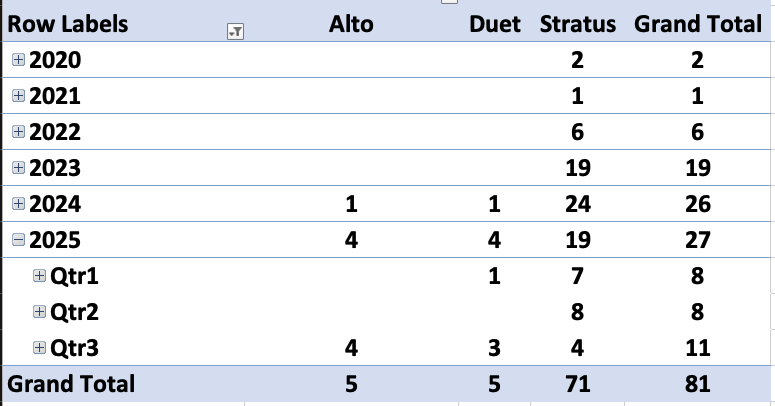 Row Labels Alto Duet Stratus Grand Total
2020 2 2
2021 1 1
2022 6 6
2023 19 19
2024 1 1 24 26
2025 4 4 19 27
Qtr1 1 7 8
Qtr2 8 8
Qtr3 4 3 4 11
Grand Total 5 5 71 81